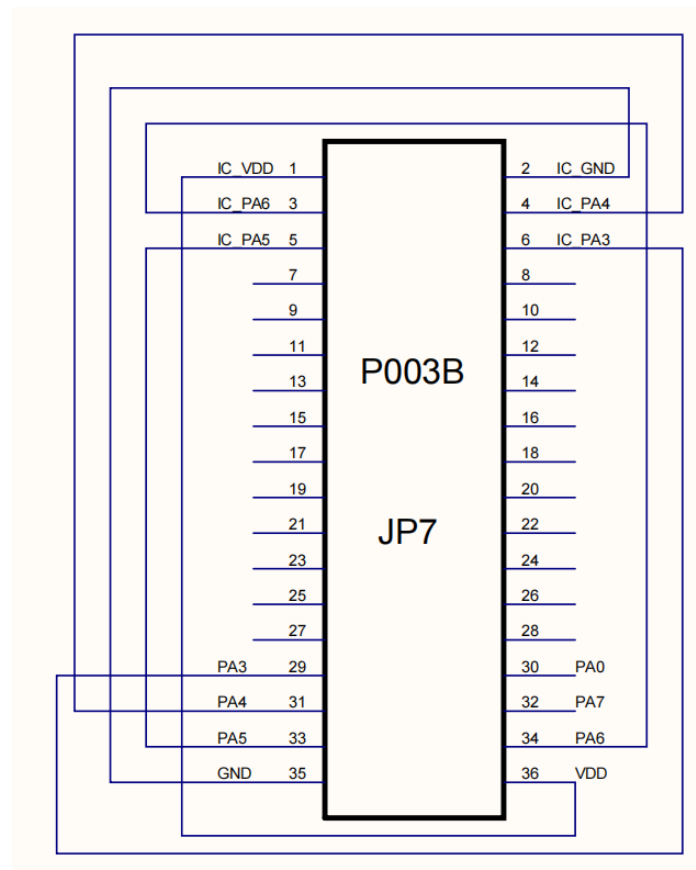 IC_VDD 1 2 IC_GND
IC_PA6 3 4 IC_PA4
IC_PA5 5 6 IC_PA3
7 8
9 10
11 12
P003B
13 14
15 16
17 18
19 20
JP7
21 22
23 24
25 26
27 28
PA3 29 30 PA0
PA4 31 32 PA7
PA5 33 34 PA6
GND 35 36 VDD